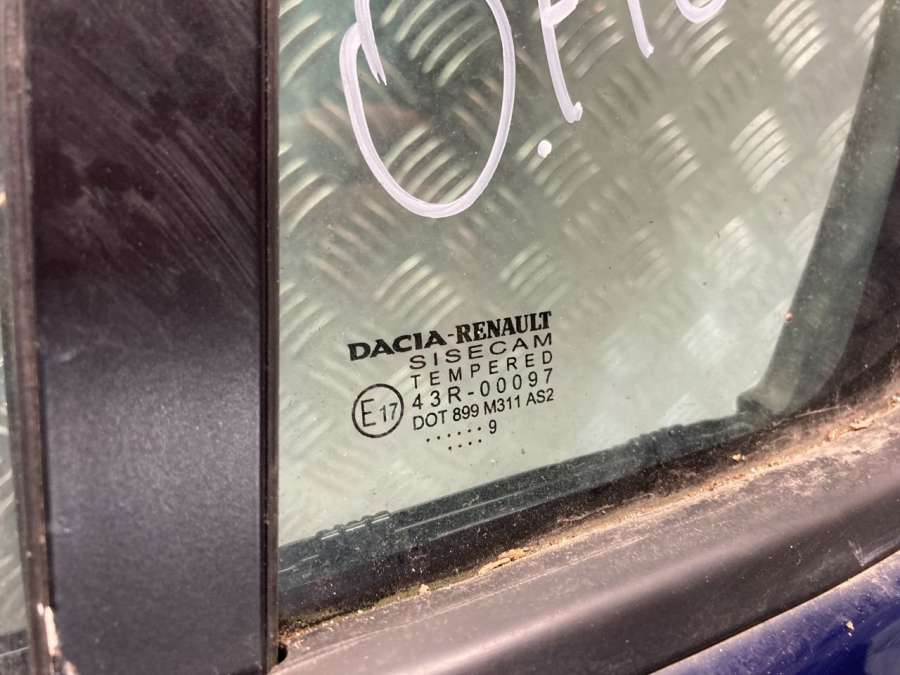 DACIA-RENAULT
SISECAM
TEMPERED
E17
43R-00097
DOT 899 M311 AS2
...... 9
....